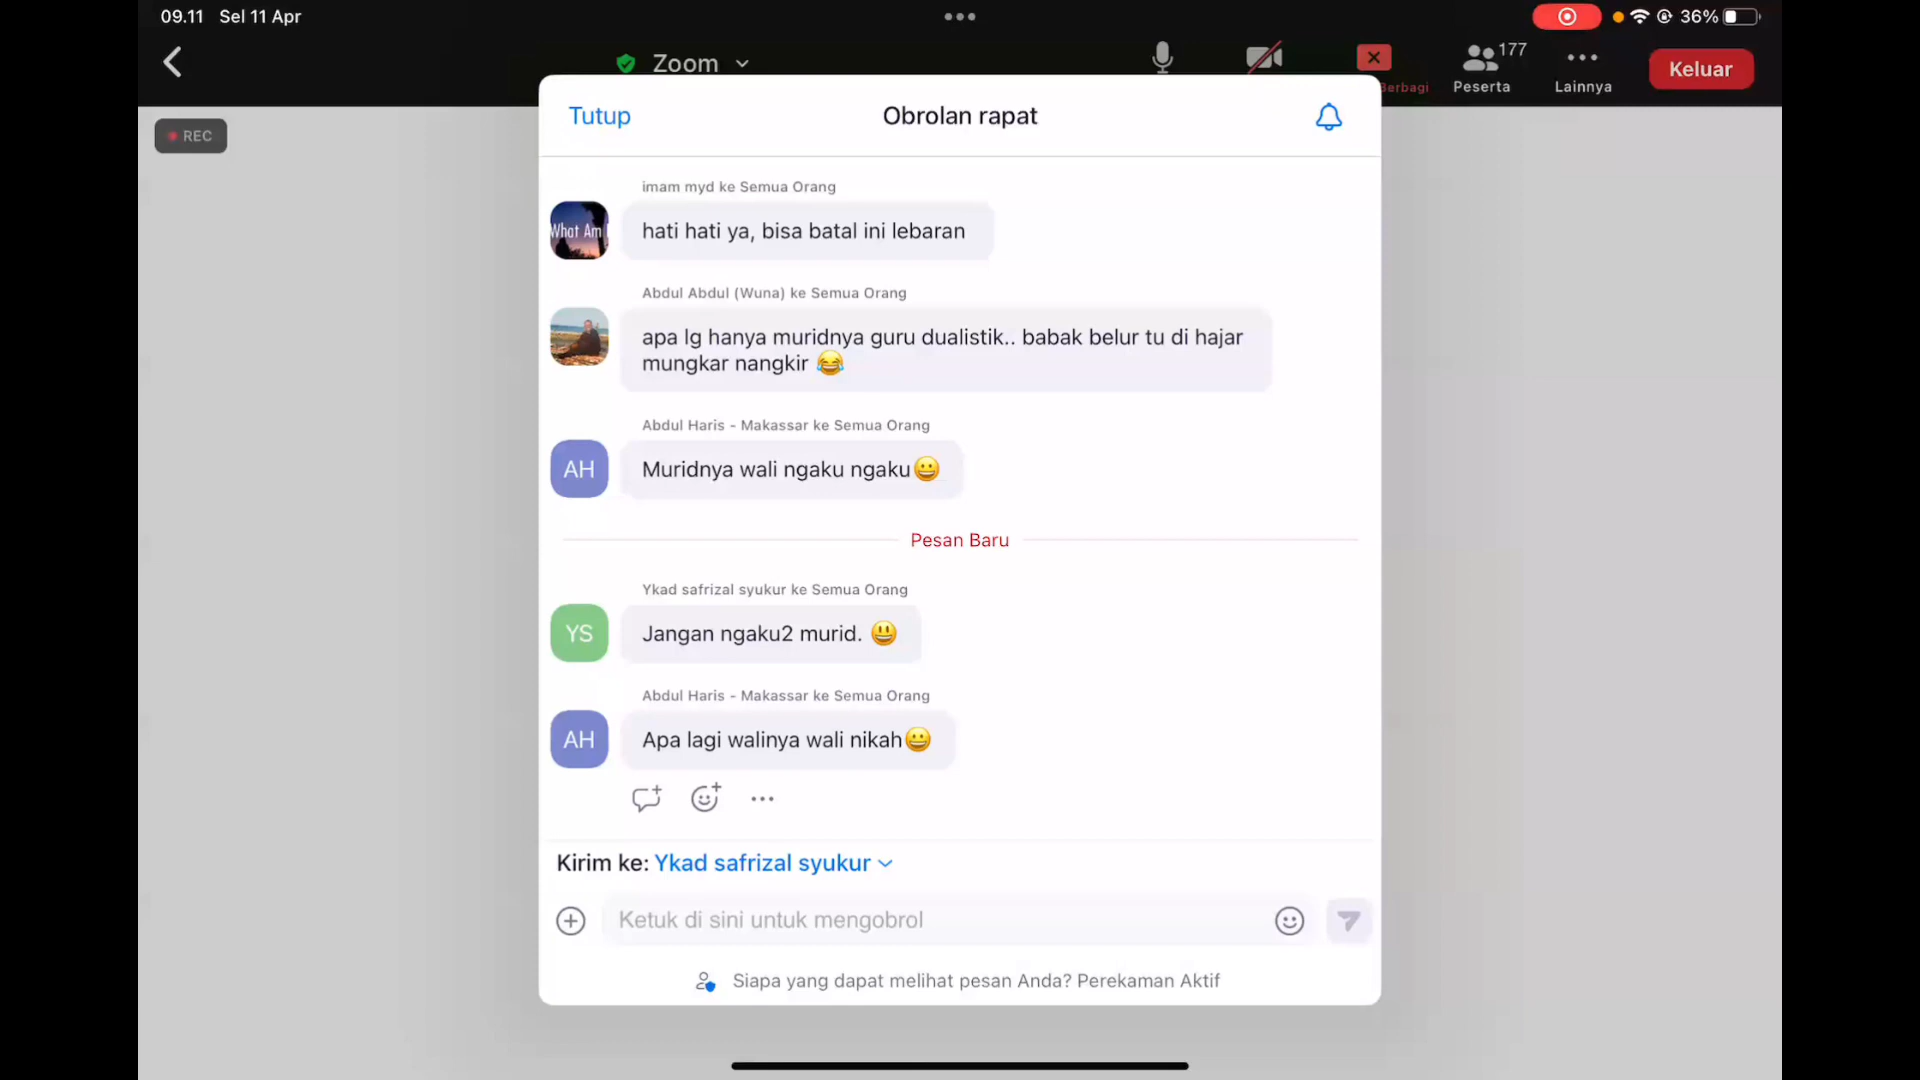 09.11 Sel 11 Apr
36%
Zoom
177
Berbagi
Peserta
Lainnya
Keluar
REC
Tutup
Obrolan rapat
imam myd ke Semua Orang
What Am I
hati hati ya, bisa batal ini lebaran
Abdul Abdul (Wuna) ke Semua Orang
apa lg hanya muridnya guru dualistik.. babak belur tu di hajar
mungkar nangkir 😂
Abdul Haris - Makassar ke Semua Orang
AH
Muridnya wali ngaku ngaku😀
Pesan Baru
Ykad safrizal syukur ke Semua Orang
YS
Jangan ngaku2 murid. 😃
Abdul Haris - Makassar ke Semua Orang
AH
Apa lagi walinya wali nikah😀
Kirim ke: Ykad safrizal syukur
Ketuk di sini untuk mengobrol
Siapa yang dapat melihat pesan Anda? Perekaman Aktif